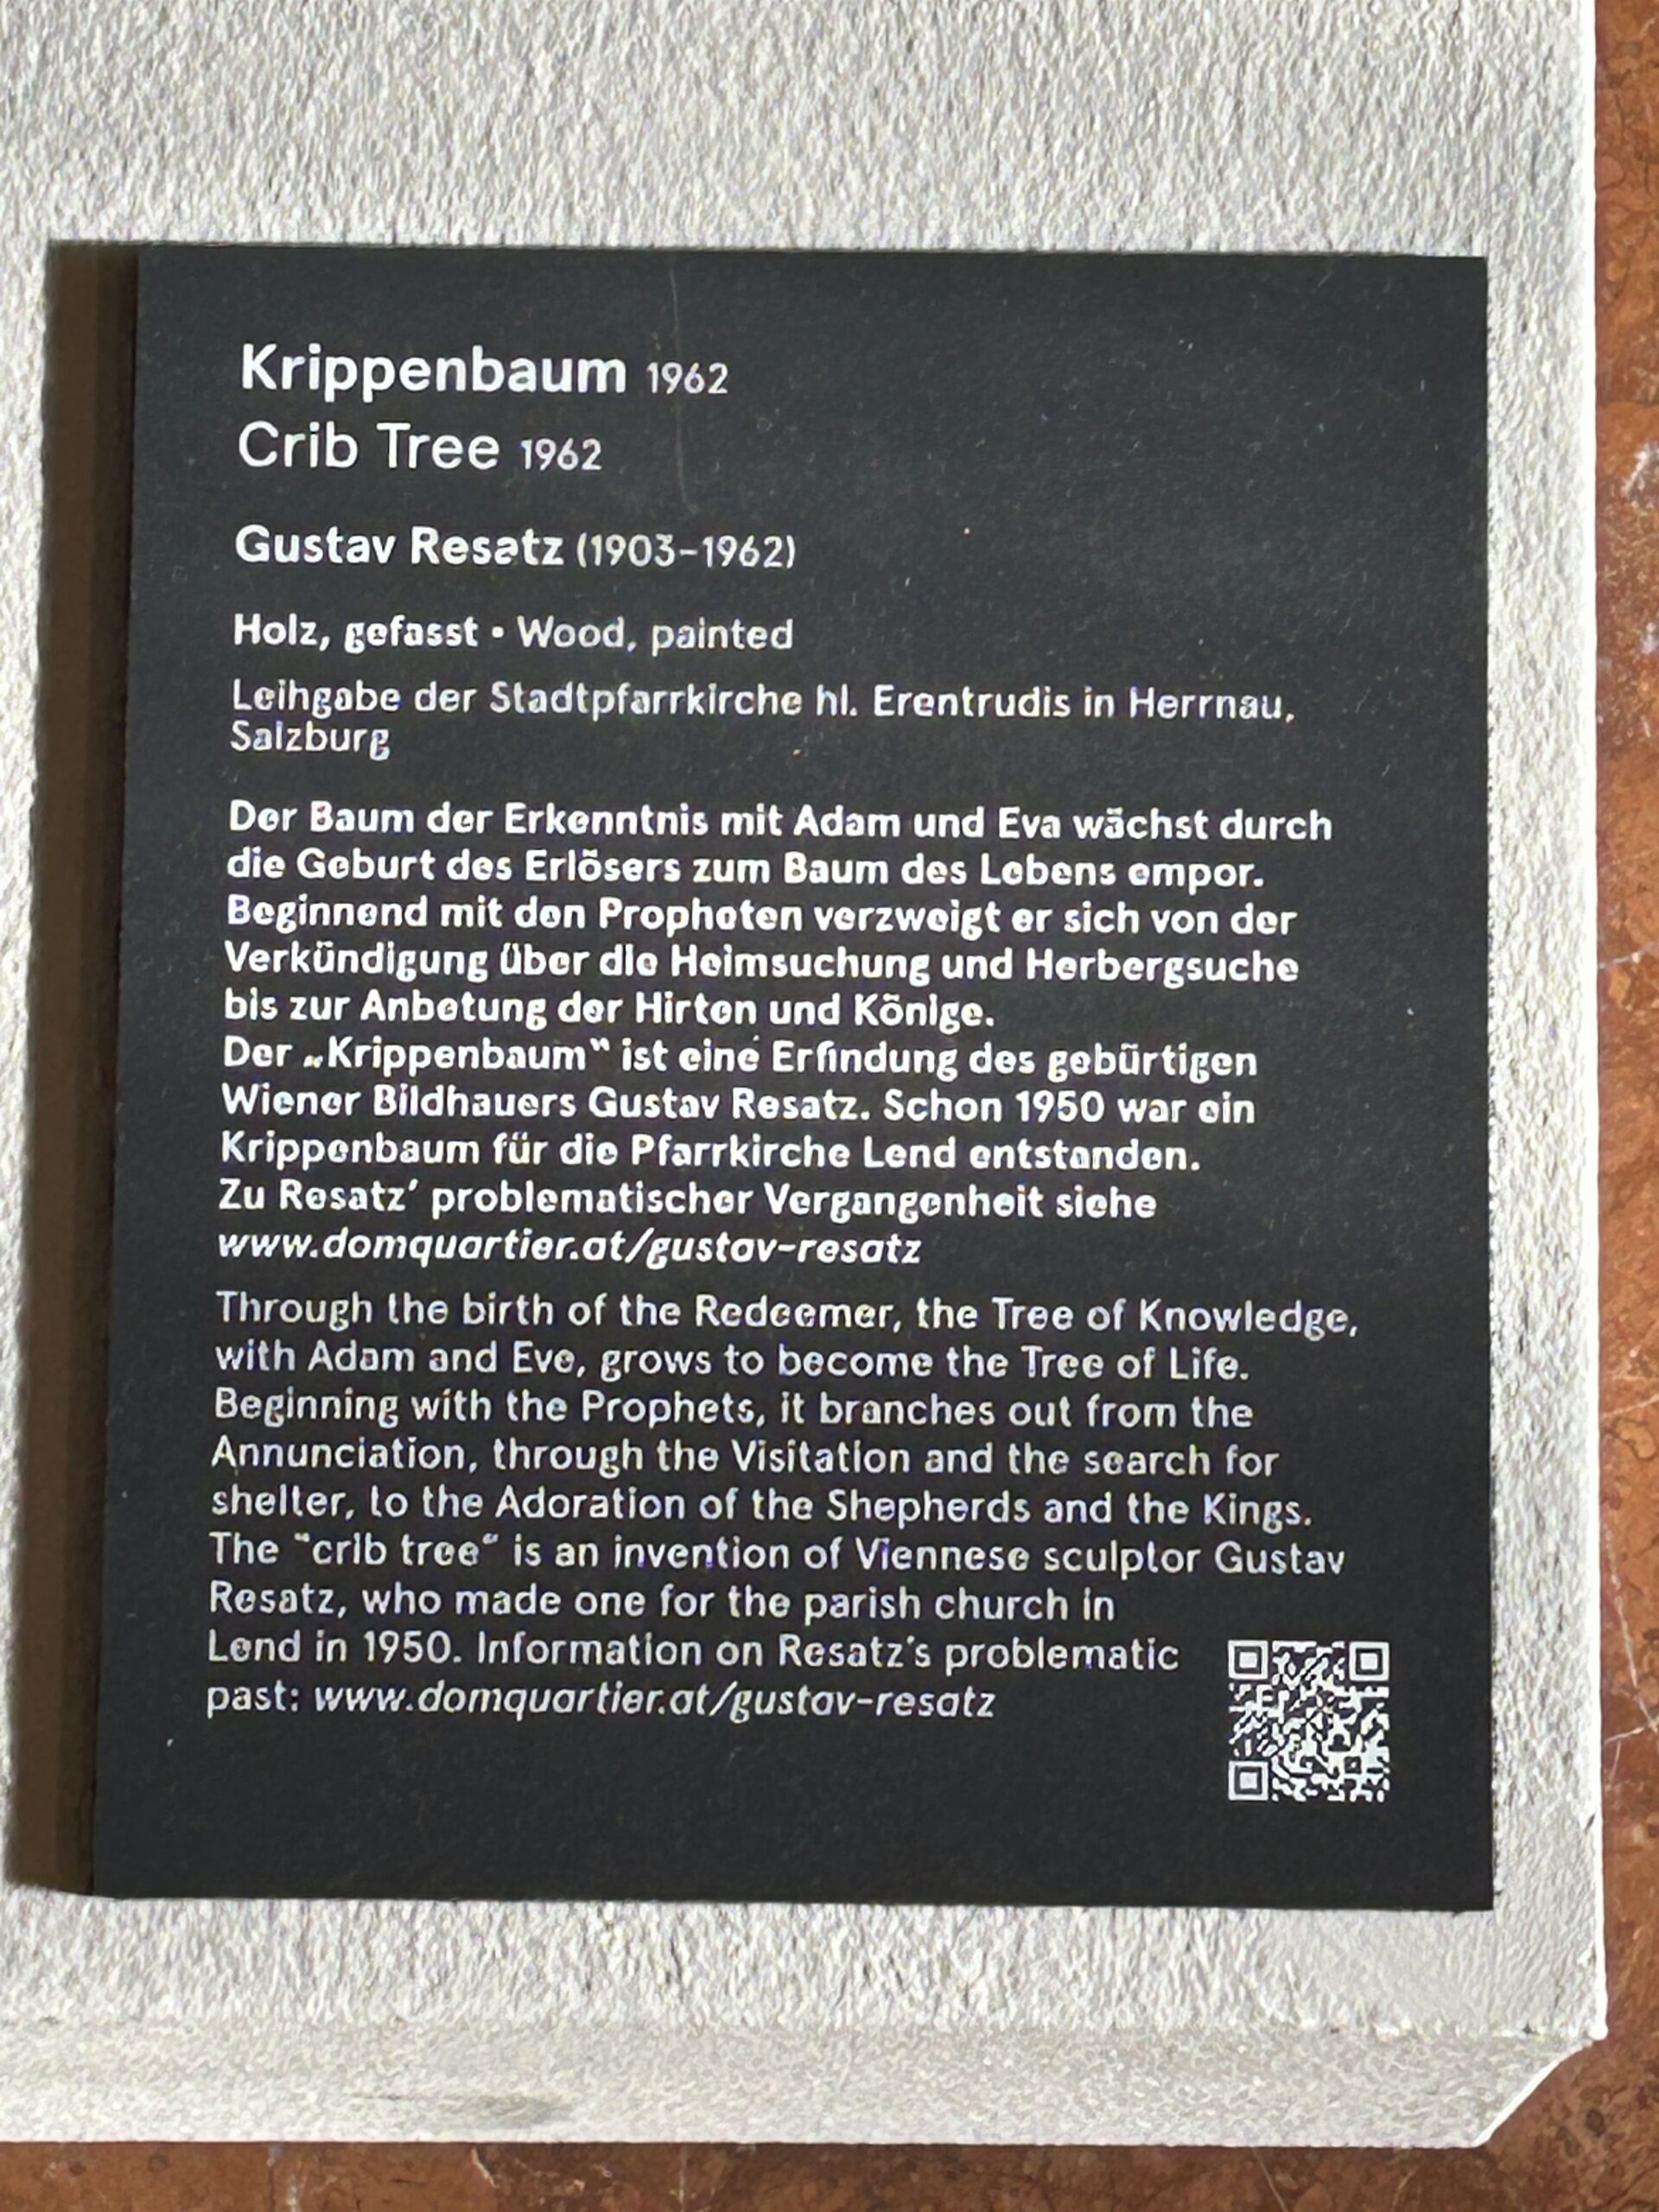 Krippenbaum 1962
Crib Tree 1962
Gustav Resatz (1903–1962)
Holz, gefasst • Wood, painted
Leihgabe der Stadtpfarrkirche hl. Erentrudis in Herrnau,
Salzburg
Der Baum der Erkenntnis mit Adam und Eva wächst durch
die Geburt des Erlösers zum Baum des Lebens empor.
Beginnend mit den Propheten verzweigt er sich von der
Verkündigung über die Heimsuchung und Herbergsuche
bis zur Anbetung der Hirten und Könige.
Der „Krippenbaum“ ist eine Erfindung des gebürtigen
Wiener Bildhauers Gustav Resatz. Schon 1950 war ein
Krippenbaum für die Pfarrkirche Lend entstanden.
Zu Resatz’ problematischer Vergangenheit siehe
www.domquartier.at/gustav-resatz
Through the birth of the Redeemer, the Tree of Knowledge,
with Adam and Eve, grows to become the Tree of Life.
Beginning with the Prophets, it branches out from the
Annunciation, through the Visitation and the search for
shelter, to the Adoration of the Shepherds and the Kings.
The “crib tree“ is an invention of Viennese sculptor Gustav
Resatz, who made one for the parish church in
Lend in 1950. Information on Resatz’s problematic
past: www.domquartier.at/gustav-resatz